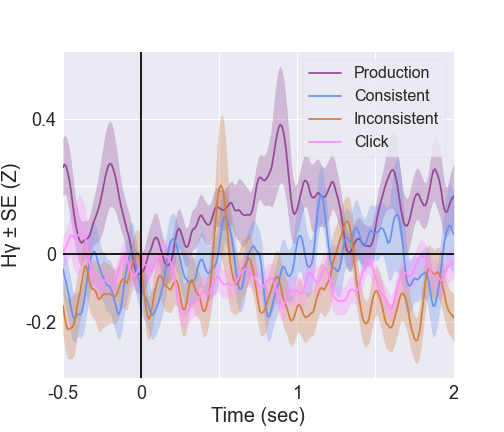 Production
Consistent
Inconsistent
Click
Hγ ± SE (Z)
0.4
0
-0.2
-0.5
0
1
2
Time (sec)